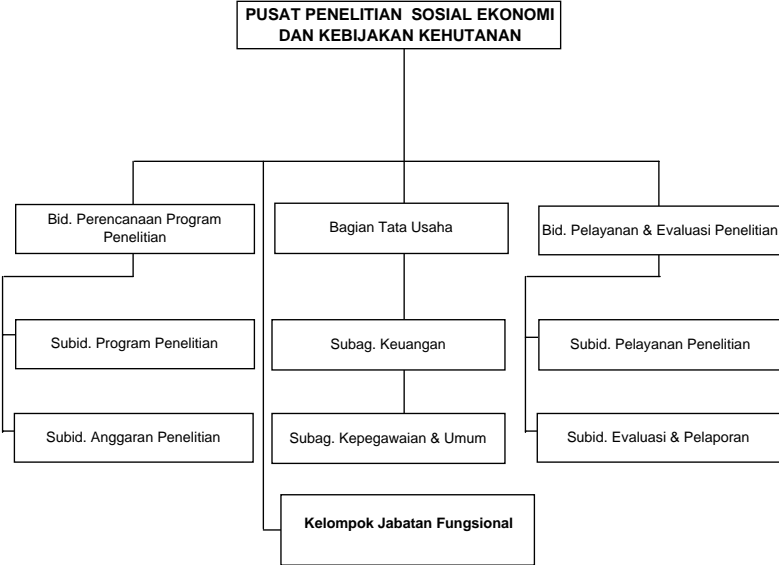 PUSAT PENELITIAN SOSIAL EKONOMI
DAN KEBIJAKAN KEHUTANAN
Bid. Perencanaan Program
Penelitian
Bagian Tata Usaha
Bid. Pelayanan & Evaluasi Penelitian
Subid. Program Penelitian
Subag. Keuangan
Subid. Pelayanan Penelitian
Subid. Anggaran Penelitian
Subag. Kepegawaian & Umum
Subid. Evaluasi & Pelaporan
Kelompok Jabatan Fungsional